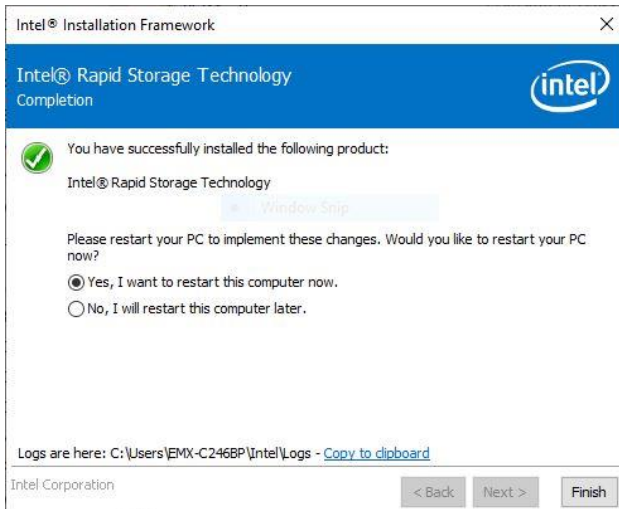 Intel® Installation Framework
Intel® Rapid Storage Technology
Completion
intel
You have successfully installed the following product:
Intel® Rapid Storage Technology
Window Snip
Please restart your PC to implement these changes. Would you like to restart your PC
now?
Yes, I want to restart this computer now.
No, I will restart this computer later.
Logs are here: C:\Users\EMX-C246BP\Intel\Logs - Copy to clipboard
Intel Corporation
< Back Next > Finish